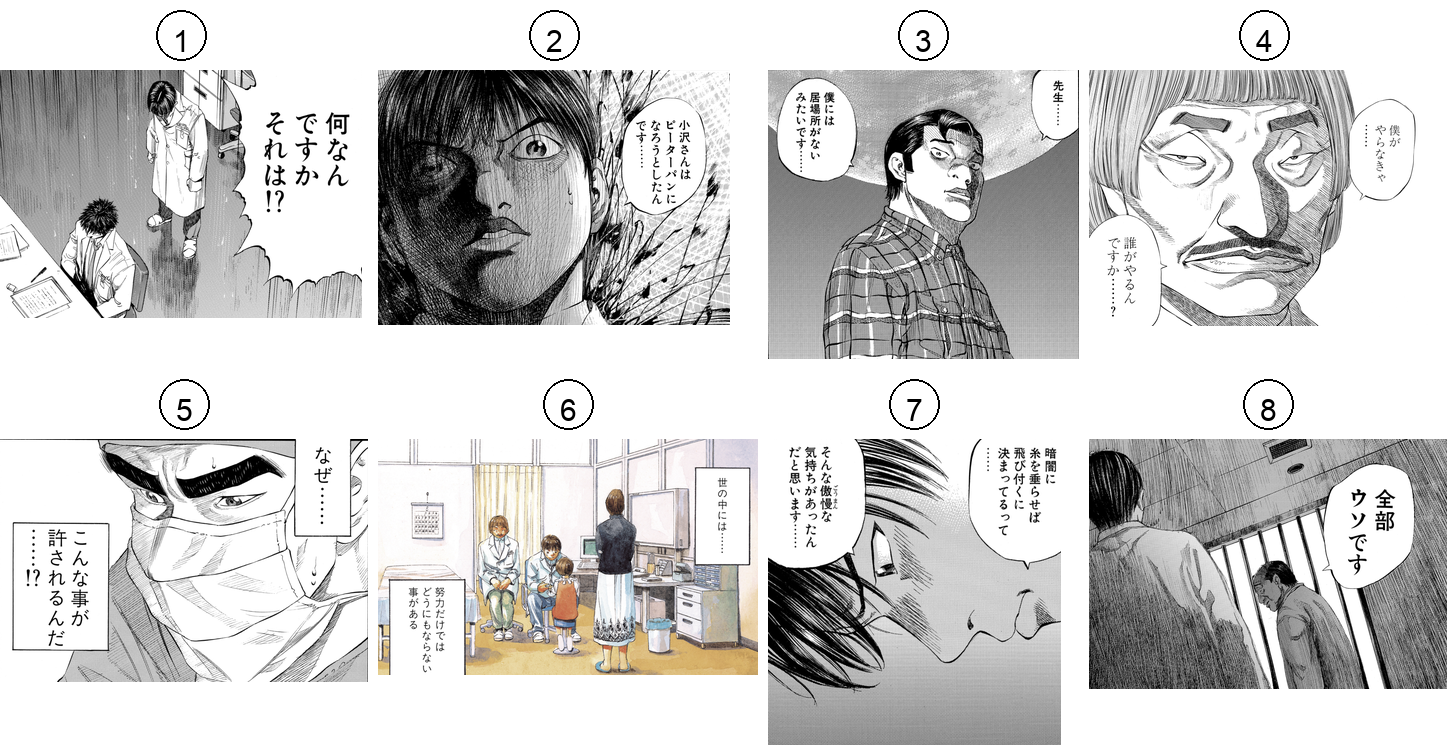 1
何なん
ですか
それは!?
2
小沢さんは
ピーターパンに
なろうとしたん
です……
3
先生……
僕には
居場所がない
みたいです……
4
僕が
やらなきゃ
……
誰がやるん
ですか……?
5
なぜ……
こんな事が
許されるんだ
……!?
6
世の中には……
努力だけでは
どうにもならない
事がある
7
暗闇に
糸を垂らせば
飛び付くに
決まってるって
……
そんな傲慢な
ごうまん
気持ちがあったん
だと思います……
8
全部
ウソです